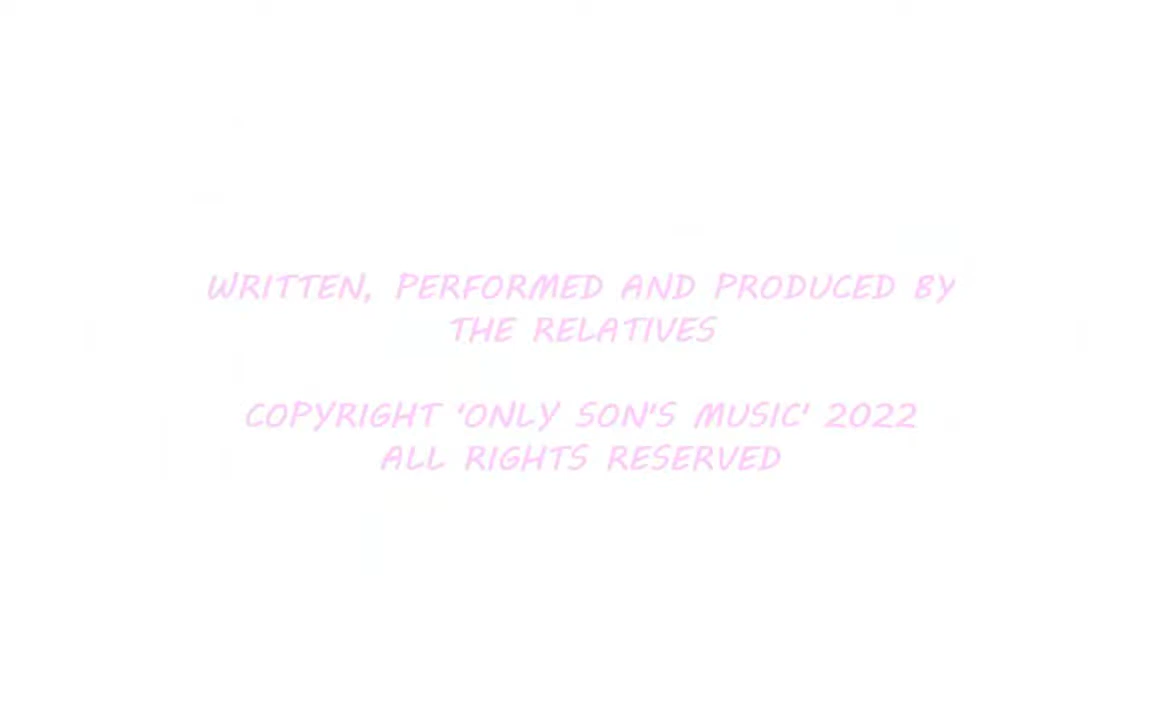 WRITTEN, PERFORMED AND PRODUCED BY
THE RELATIVES
COPYRIGHT 'ONLY SON'S MUSIC' 2022
ALL RIGHTS RESERVED